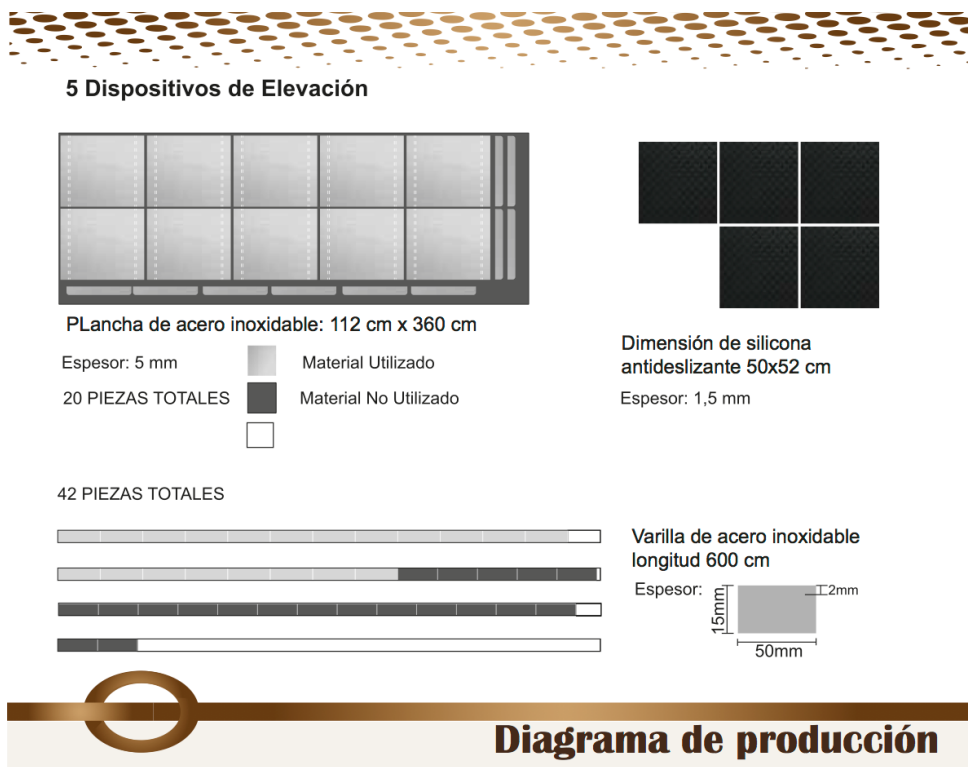 5 Dispositivos de Elevación
PLancha de acero inoxidable: 112 cm x 360 cm
Espesor: 5 mm
Material Utilizado
20 PIEZAS TOTALES
Material No Utilizado
Dimensión de silicona
antideslizante 50x52 cm
Espesor: 1,5 mm
42 PIEZAS TOTALES
Varilla de acero inoxidable
longitud 600 cm
Espesor:
15mm
2mm
50mm
Diagrama de producción